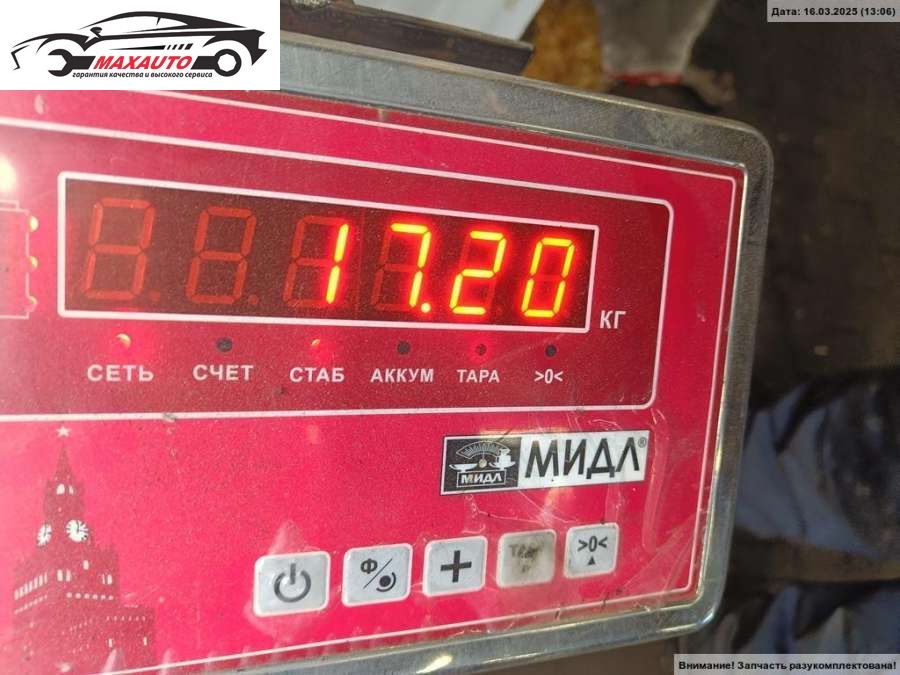 Дата: 16.03.2025 (13:06)
MAXAUTO
гарантия качества и высокого сервиса
17.20
КГ
СЕТЬ СЧЕТ СТАБ АККУМ ТАРА >0<
МИДЛ МИДЛ®
Ф + >0<
Внимание! Запчасть разукомплектована!